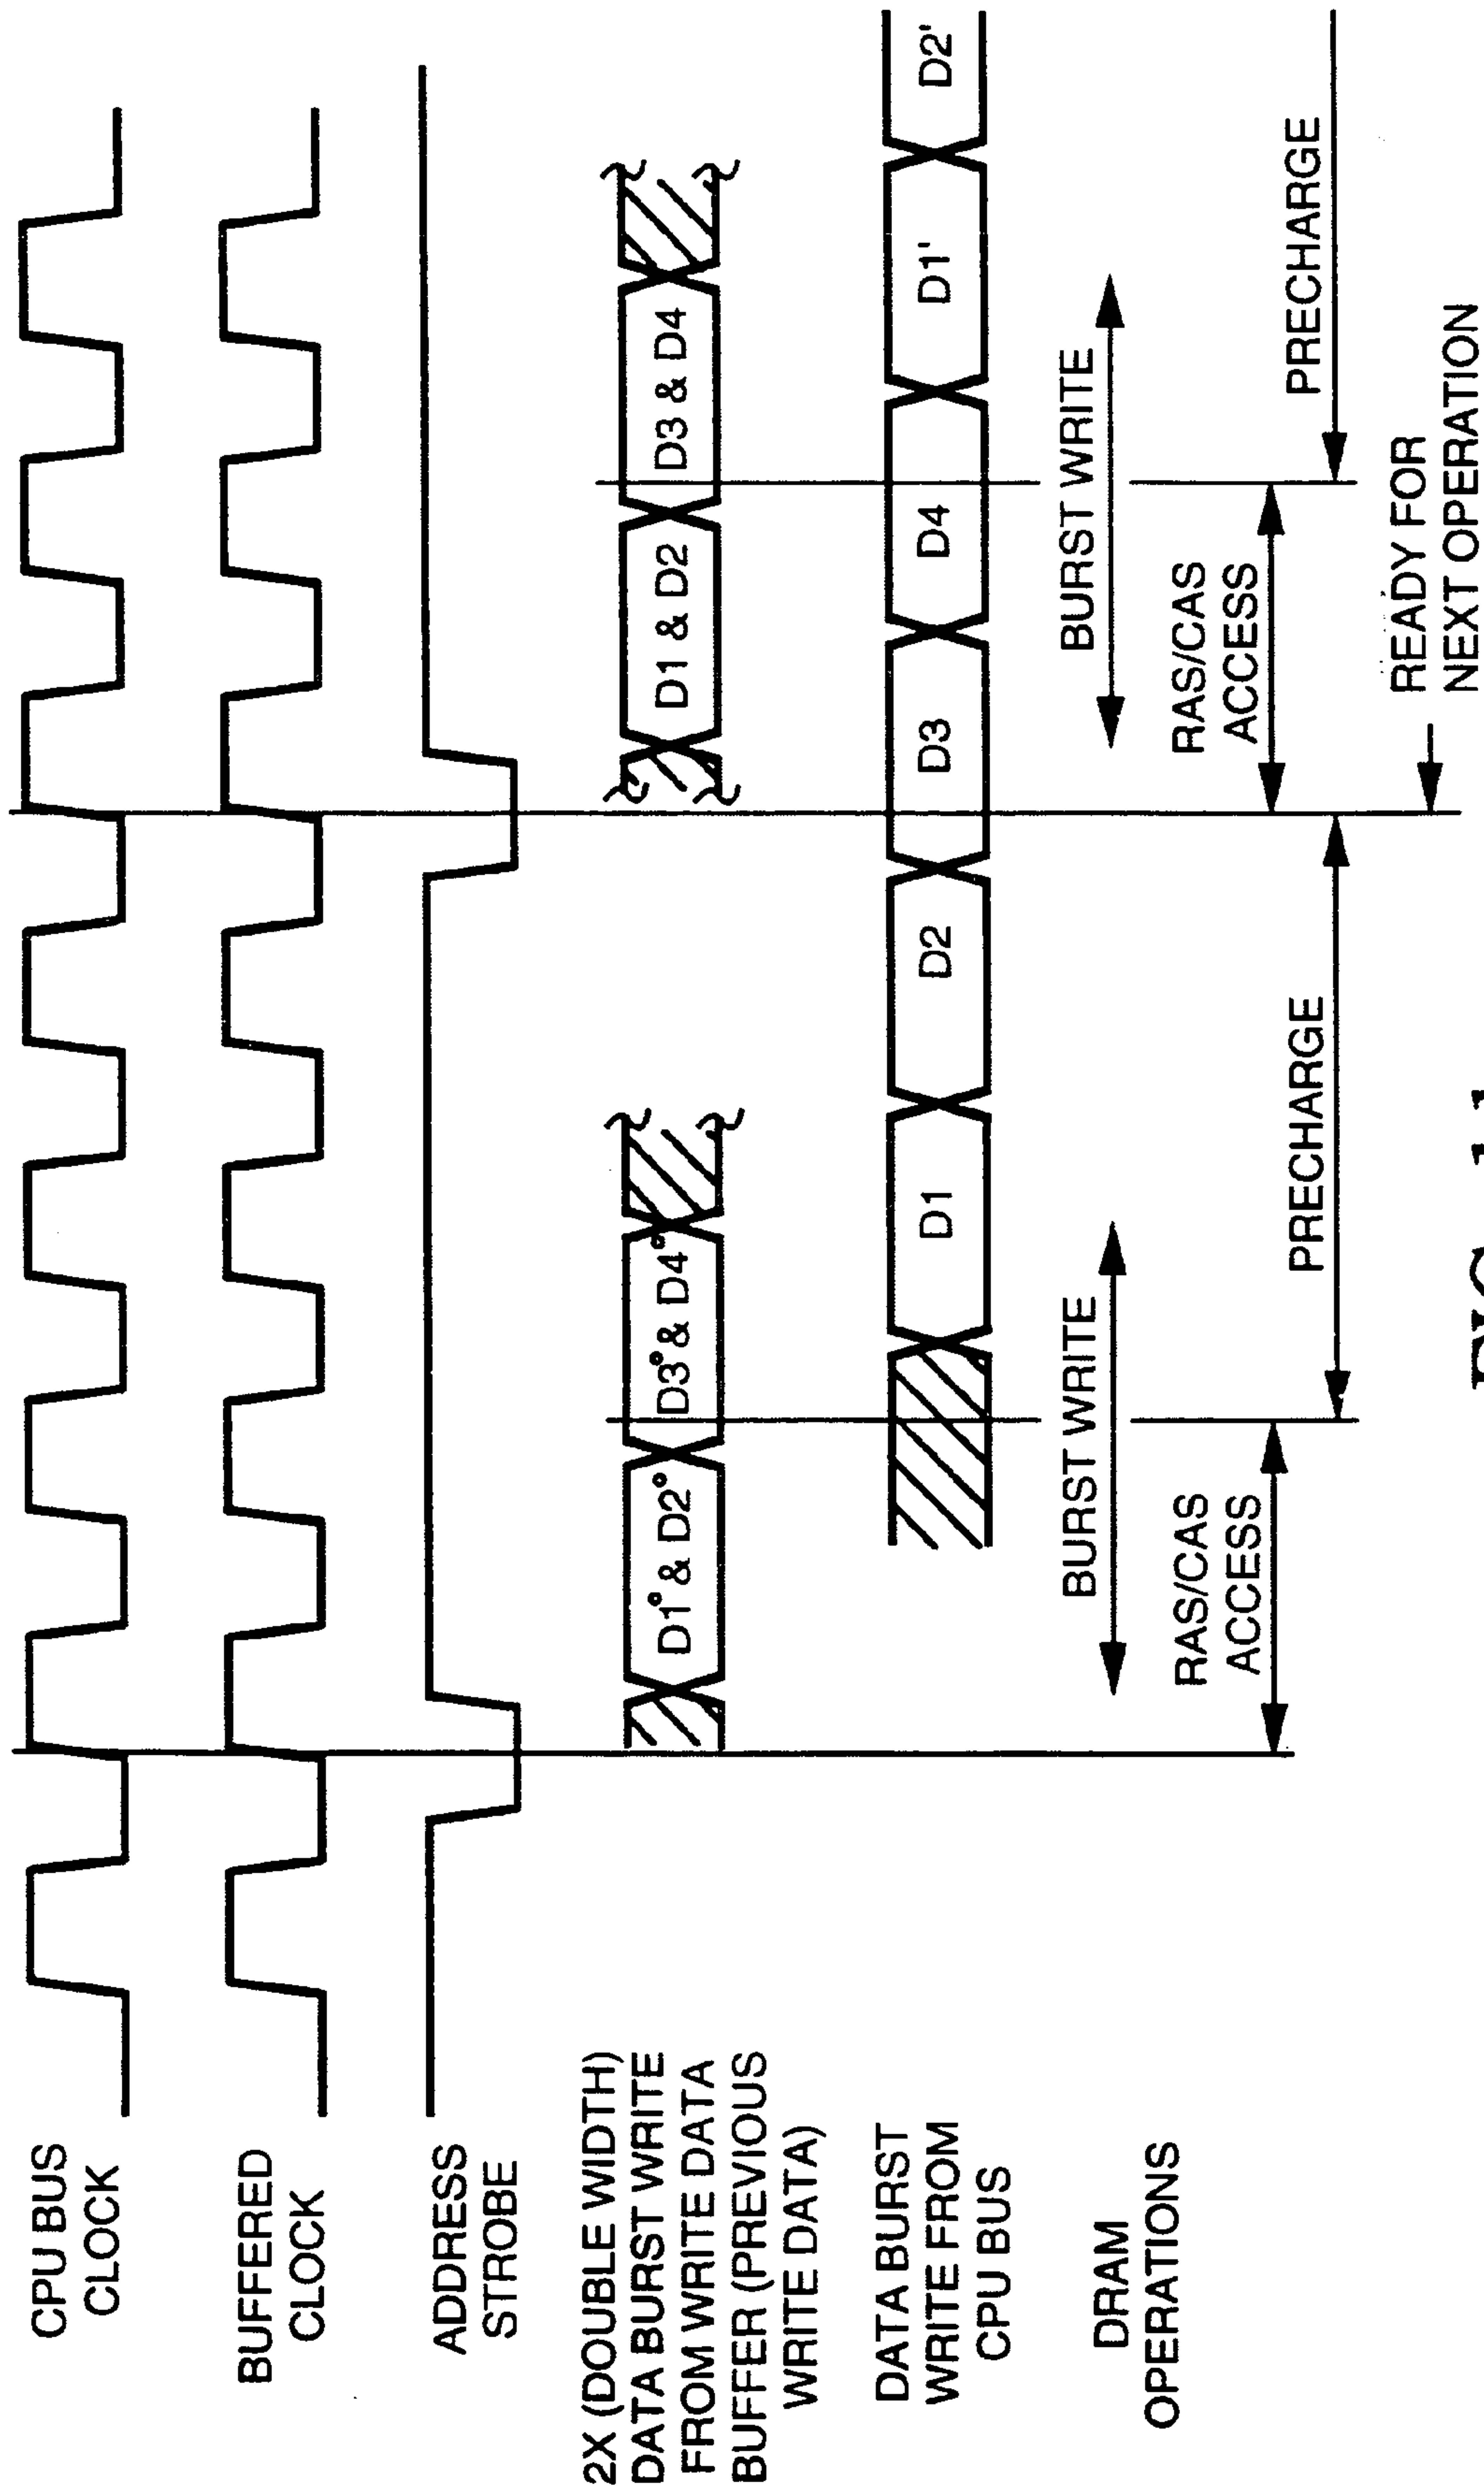 CPU BUS
CLOCK
BUFFERED
CLOCK
ADDRESS
STROBE
2X (DOUBLE WIDTH)
DATA BURST WRITE
FROM WRITE DATA
BUFFER (PREVIOUS
WRITE DATA)
D1° & D2°
D3° & D4°
D1 & D2
D3 & D4
DATA BURST
WRITE FROM
CPU BUS
D1
D2
D3
D4
D1'
D2'
DRAM
OPERATIONS
BURST WRITE
BURST WRITE
RAS/CAS
ACCESS
RAS/CAS
ACCESS
PRECHARGE
PRECHARGE
READY FOR
NEXT OPERATION